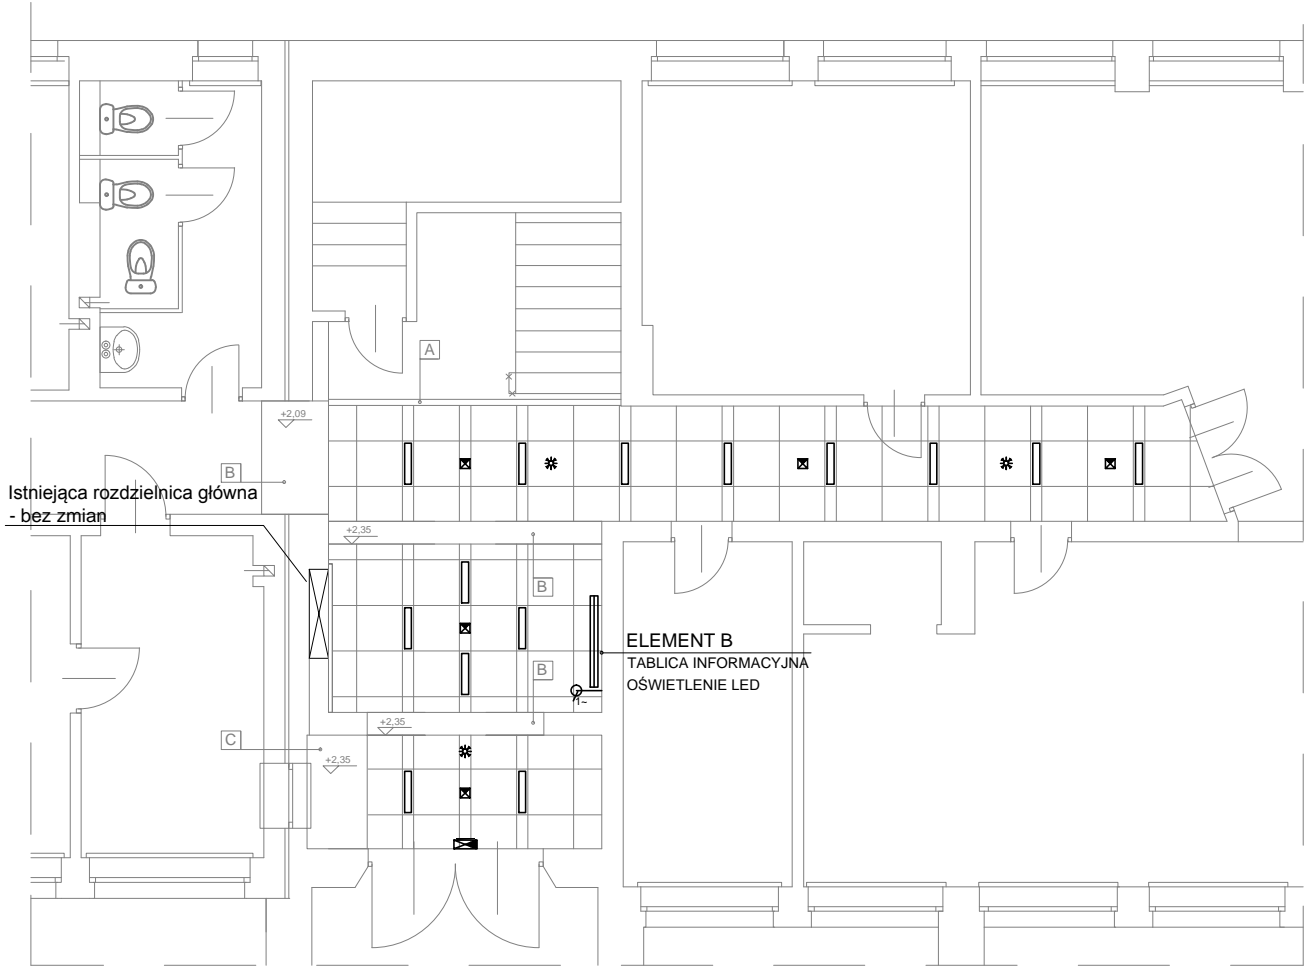 A
+2,09
B
Istniejąca rozdzielnica główna
- bez zmian
+2,35
B
ELEMENT B
TABLICA INFORMACYJNA
OŚWIETLENIE LED
B
1~
+2,35
C
+2,35